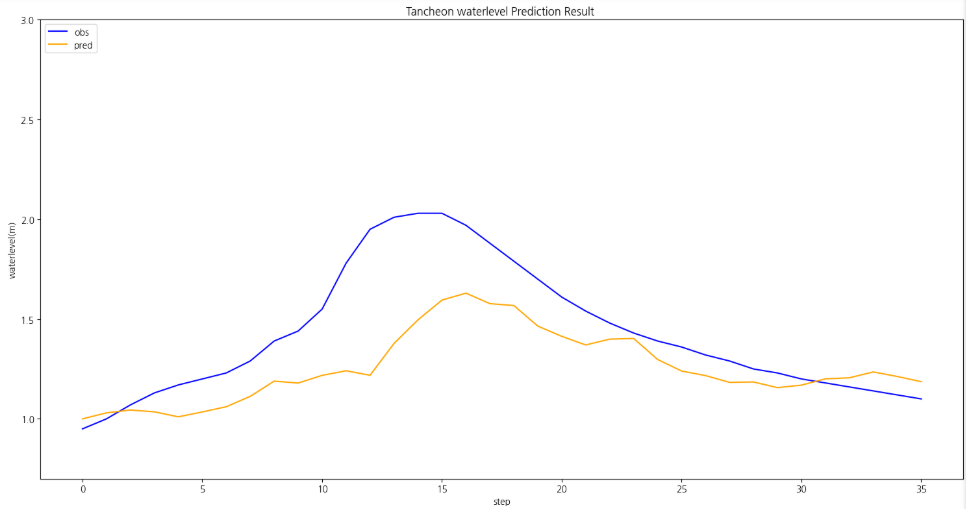 Tancheon waterlevel Prediction Result
obs
pred
3.0
2.5
2.0
1.5
1.0
waterlevel(m)
0 5 10 15 20 25 30 35
step